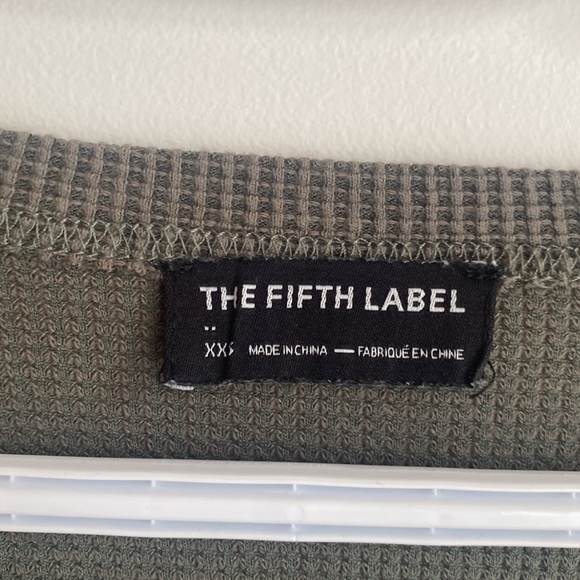 THE FIFTH LABEL
..
MADE IN CHINA — FABRIQUÉ EN CHINE